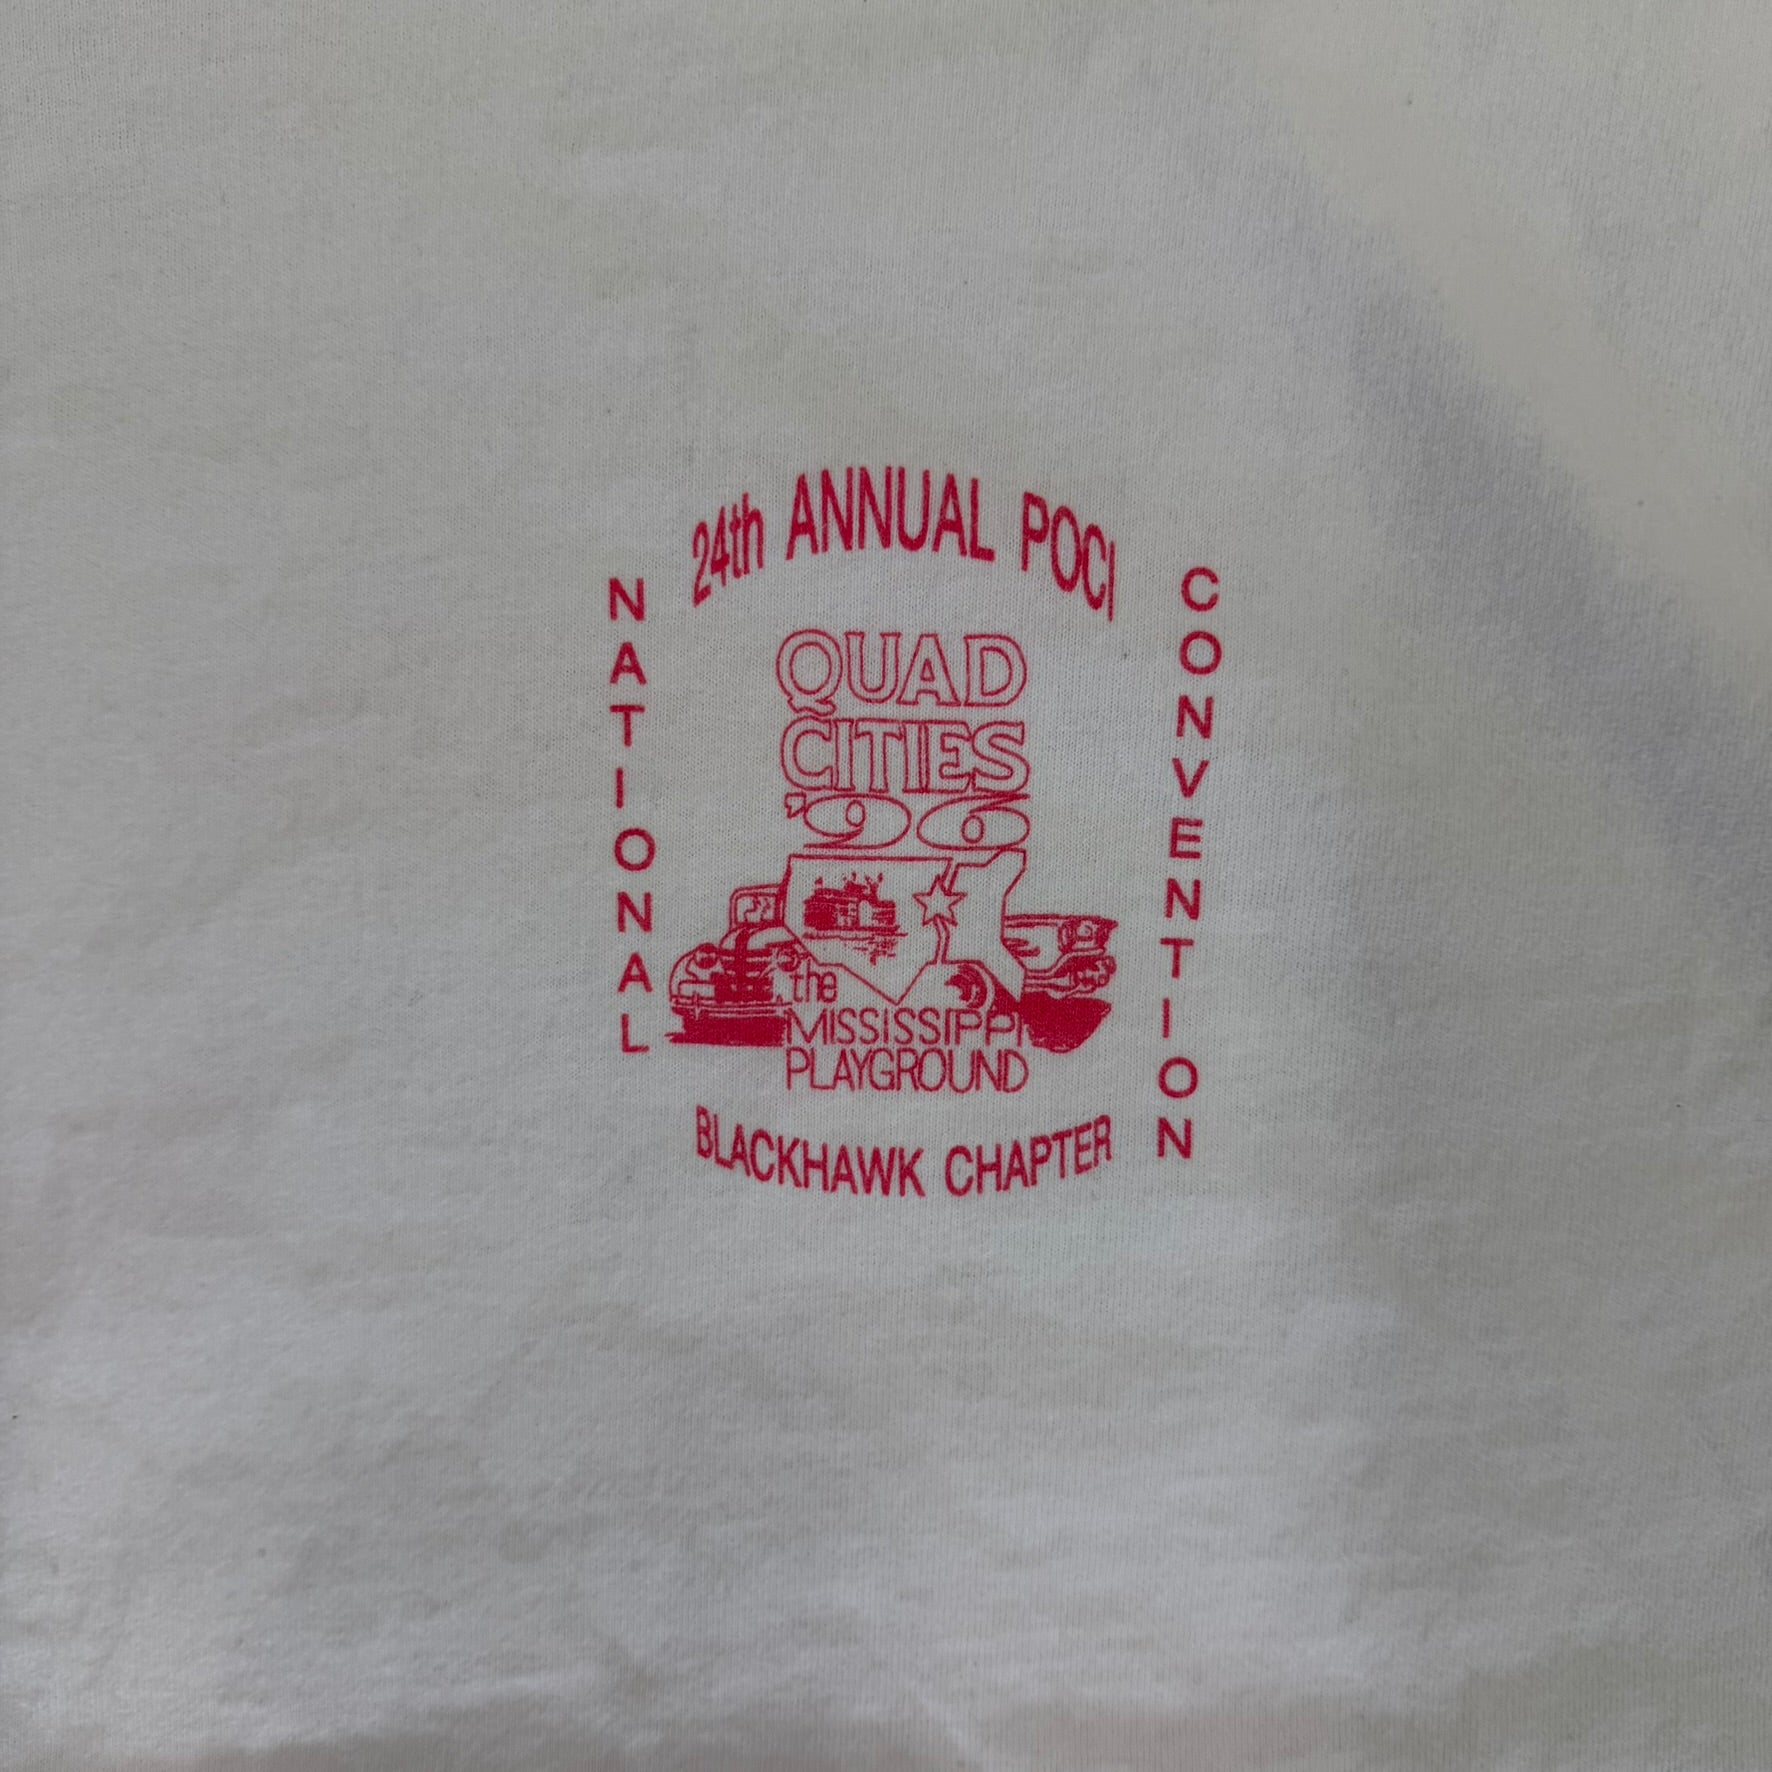 24th ANNUAL POCI
NATIONAL
CONVENTION
QUAD
CITIES
'96
the
MISSISSIPPI
PLAYGROUND
BLACKHAWK CHAPTER